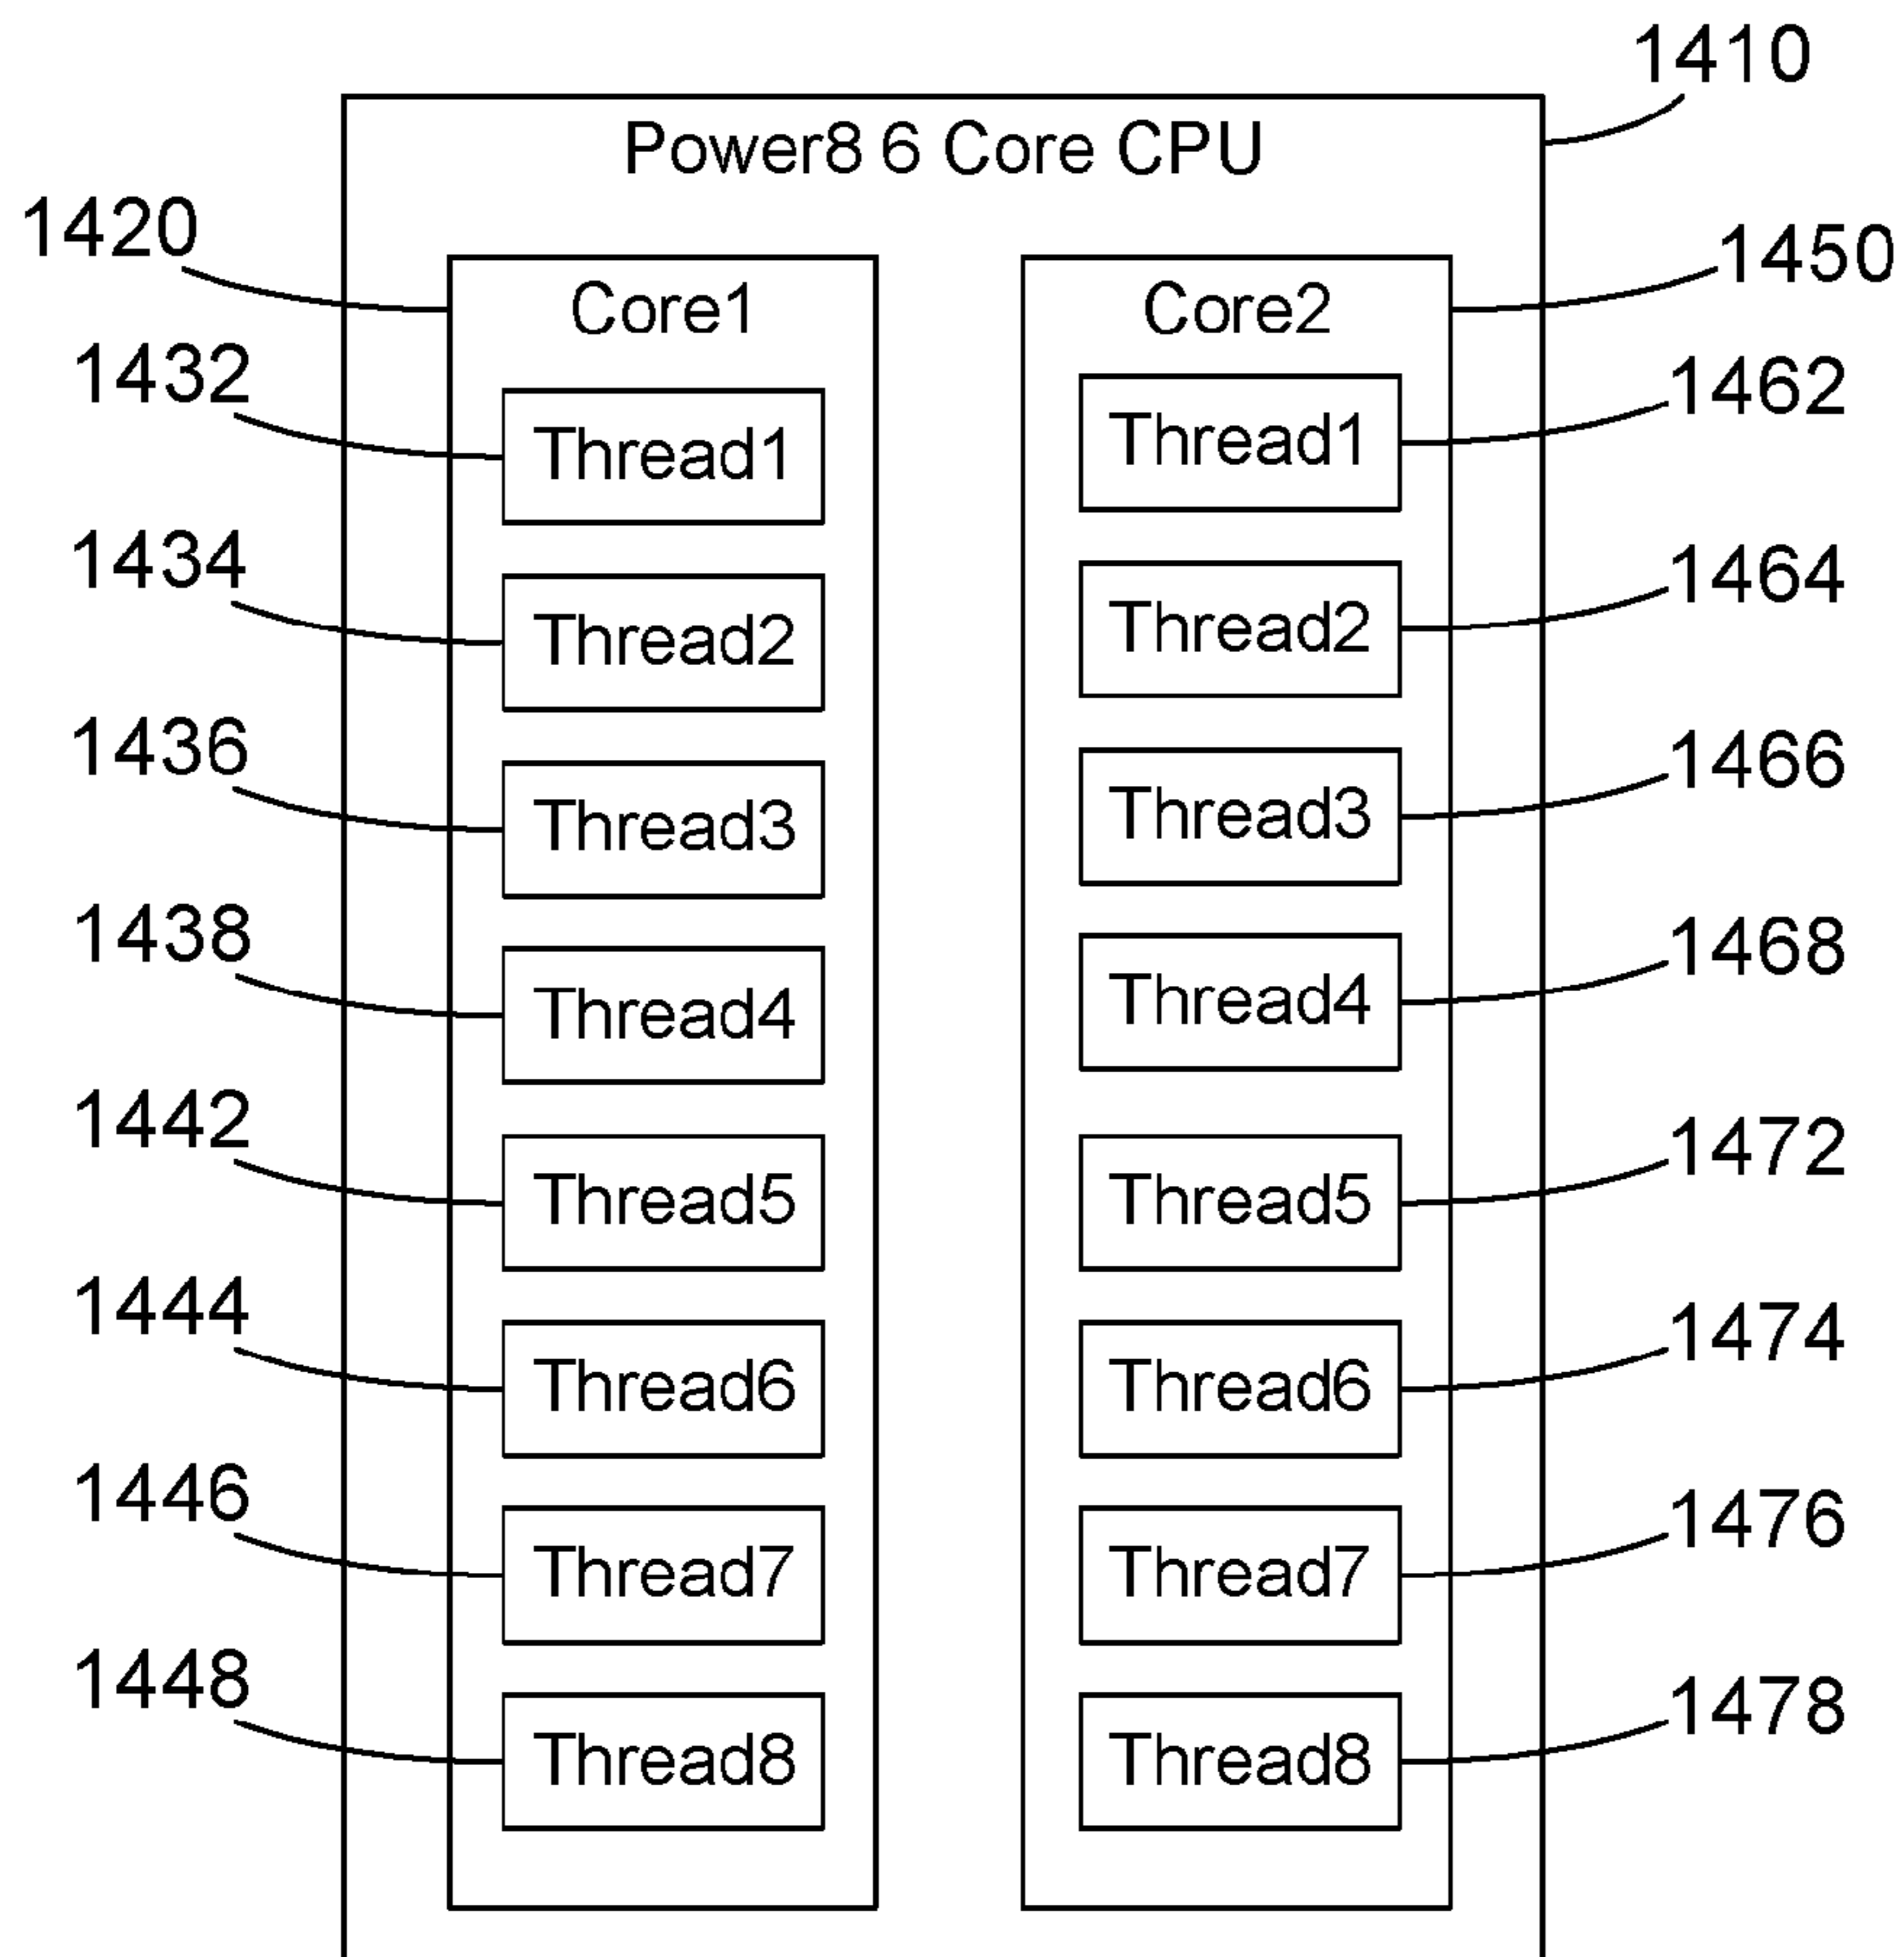 1410
Power8 6 Core CPU
1420
1450
Core1
Core2
1432
Thread1
Thread1
1462
1434
Thread2
Thread2
1464
1436
Thread3
Thread3
1466
1438
Thread4
Thread4
1468
1442
Thread5
Thread5
1472
1444
Thread6
Thread6
1474
1446
Thread7
Thread7
1476
1448
Thread8
Thread8
1478